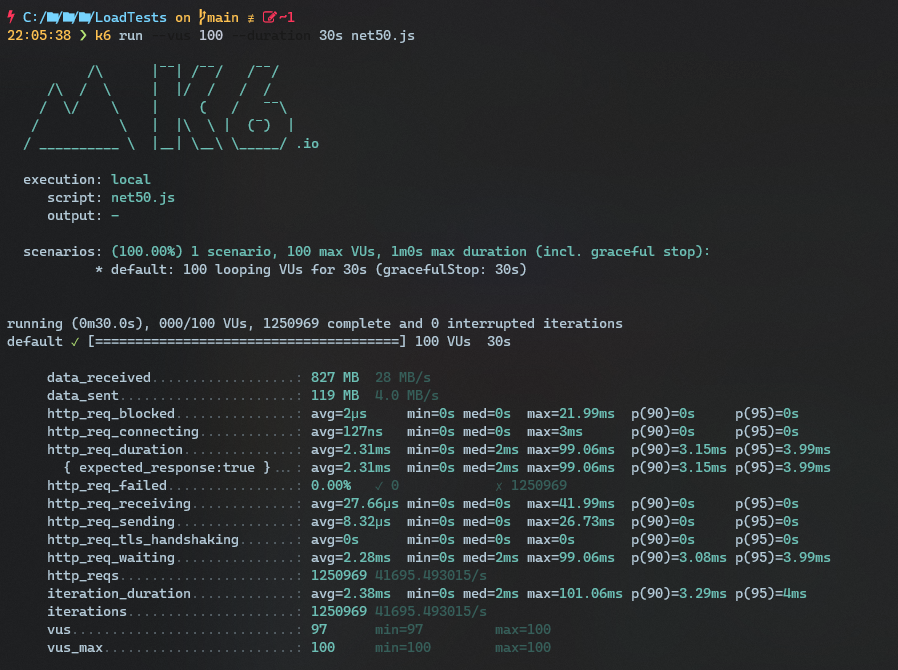 C:/ / / /LoadTests on main ≢ ~1
22:05:38 ❯ k6 run --vus 100 --duration 30s net50.js
/\ |‾‾| /‾‾/ /‾‾/
/\ / \ | |/ / / /
/ \/ \ | ( / ‾‾\
/ \ | |\ \ | (‾) |
/ __________ \ |__| \__\ \_____/ .io
execution: local
script: net50.js
output: -
scenarios: (100.00%) 1 scenario, 100 max VUs, 1m0s max duration (incl. graceful stop):
* default: 100 looping VUs for 30s (gracefulStop: 30s)
running (0m30.0s), 000/100 VUs, 1250969 complete and 0 interrupted iterations
default ✓ [======================================] 100 VUs 30s
data_received..................: 827 MB 28 MB/s
data_sent......................: 119 MB 4.0 MB/s
http_req_blocked...............: avg=2µs min=0s med=0s max=21.99ms p(90)=0s p(95)=0s
http_req_connecting............: avg=127ns min=0s med=0s max=3ms p(90)=0s p(95)=0s
http_req_duration..............: avg=2.31ms min=0s med=2ms max=99.06ms p(90)=3.15ms p(95)=3.99ms
{ expected_response:true }...: avg=2.31ms min=0s med=2ms max=99.06ms p(90)=3.15ms p(95)=3.99ms
http_req_failed................: 0.00% ✓ 0 ✗ 1250969
http_req_receiving.............: avg=27.66µs min=0s med=0s max=41.99ms p(90)=0s p(95)=0s
http_req_sending...............: avg=8.32µs min=0s med=0s max=26.73ms p(90)=0s p(95)=0s
http_req_tls_handshaking.......: avg=0s min=0s med=0s max=0s p(90)=0s p(95)=0s
http_req_waiting...............: avg=2.28ms min=0s med=2ms max=99.06ms p(90)=3.08ms p(95)=3.99ms
http_reqs......................: 1250969 41695.493015/s
iteration_duration.............: avg=2.38ms min=0s med=2ms max=101.06ms p(90)=3.29ms p(95)=4ms
iterations.....................: 1250969 41695.493015/s
vus............................: 97 min=97 max=100
vus_max........................: 100 min=100 max=100